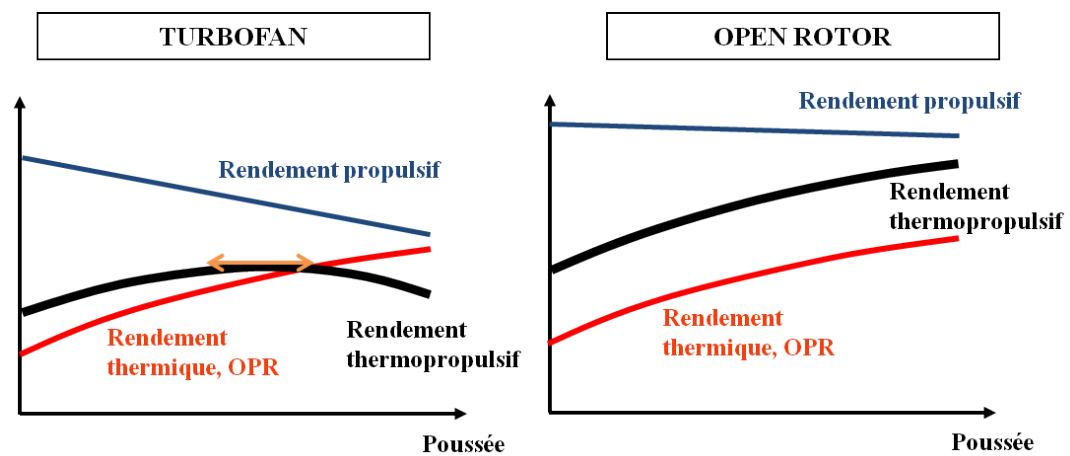 TURBOFAN
Rendement propulsif
Rendement
thermique, OPR
Rendement
thermopropulsif
Poussée
OPEN ROTOR
Rendement propulsif
Rendement
thermopropulsif
Rendement
thermique, OPR
Poussée